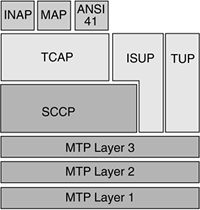 INAP
MAP
ANSI
41
TCAP
ISUP
TUP
SCCP
MTP Layer 3
MTP Layer 2
MTP Layer 1